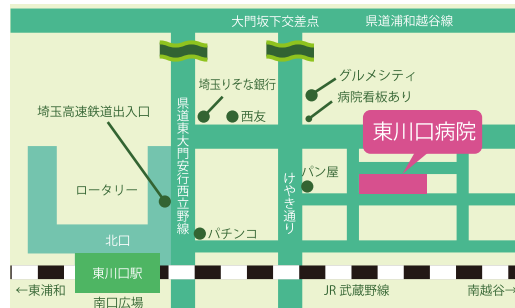 大門坂下交差点
県道浦和越谷線
グルメシティ
埼玉りそな銀行
病院看板あり
埼玉高速鉄道出入口
西友
東川口病院
県道東大門安行西立野線
けやき通り
パン屋
ロータリー
パチンコ
北口
東川口駅
←東浦和
JR 武蔵野線
南越谷→
南口広場